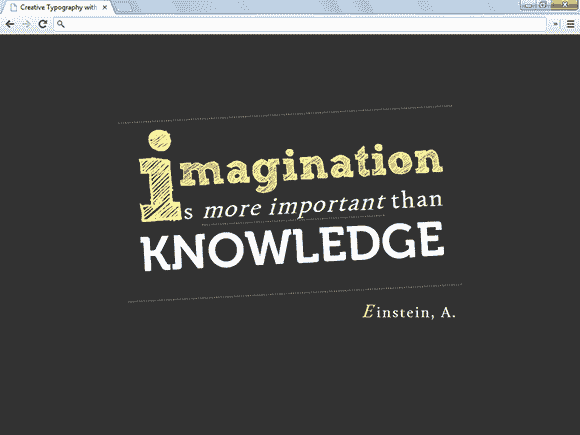 Creative Typography with
imagination
is more important than
KNOWLEDGE
Einstein, A.